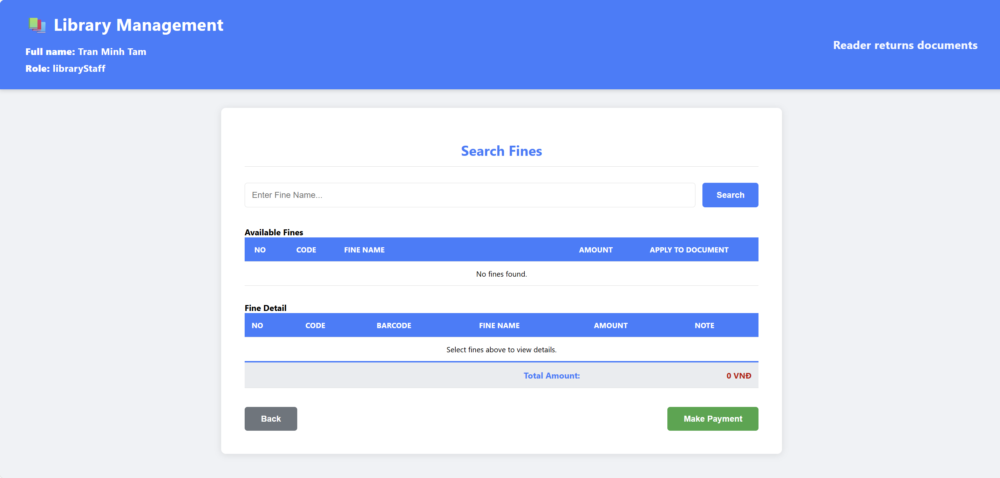 Library Management
Full name: Tran Minh Tam
Role: libraryStaff
Reader returns documents
Search Fines
Enter Fine Name...
Search
Available Fines
NO CODE FINE NAME AMOUNT APPLY TO DOCUMENT
No fines found.
Fine Detail
NO CODE BARCODE FINE NAME AMOUNT NOTE
Select fines above to view details.
Total Amount: 0 VNĐ
Back
Make Payment